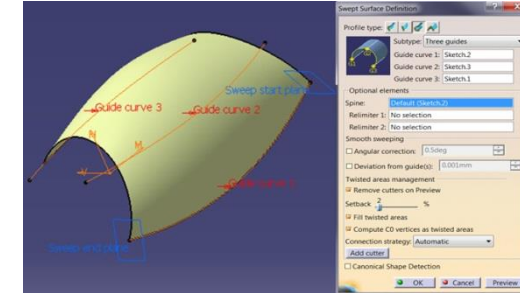 Swept Surface Definition
Profile type:
Subtype: Three guides
Guide curve 1: Sketch.2
Guide curve 2: Sketch.3
Guide curve 3: Sketch.1
Optional elements
Spine: Default (Sketch.2)
Relimiter 1: No selection
Relimiter 2: No selection
Smooth sweeping
Angular correction: 0.5deg
Deviation from guide(s): 0.001mm
Twisted areas management
Remove cutters on Preview
Setback 2 %
Fill twisted areas
Compute C0 vertices as twisted areas
Connection strategy: Automatic
Add cutter
Canonical Shape Detection
OK Cancel Preview
Sweep start plane
Guide curve 3
Guide curve 2
Guide curve 1
Sweep end plane